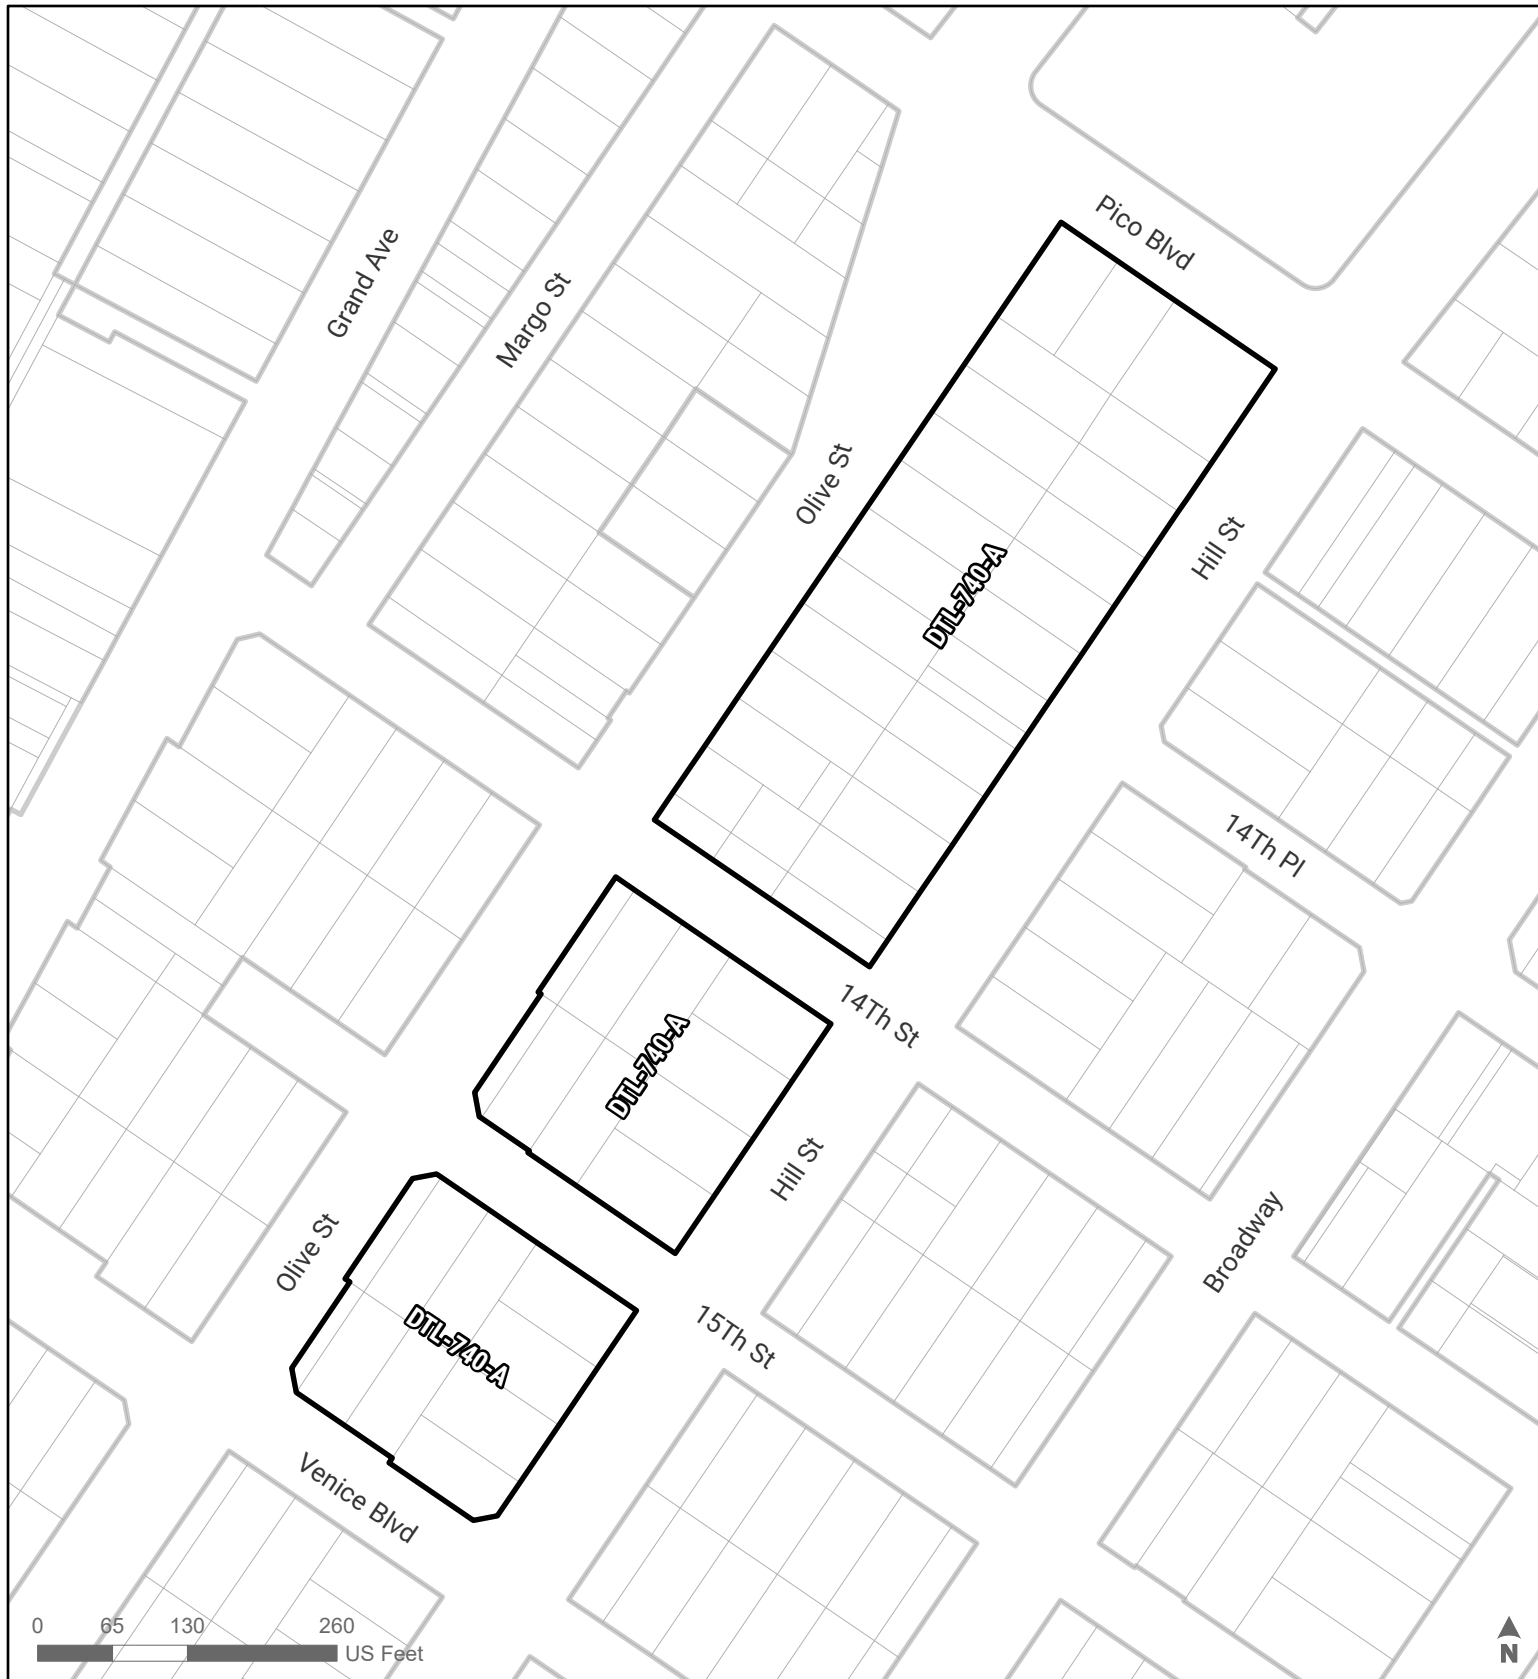 Pico Blvd
Grand Ave
Margo St
Olive St
Hill St
DTL-740-A
14Th Pl
14Th St
DTL-740-A
Hill St
Olive St
Broadway
DTL-740-A
15Th St
Venice Blvd
0 65 130 260
US Feet
N